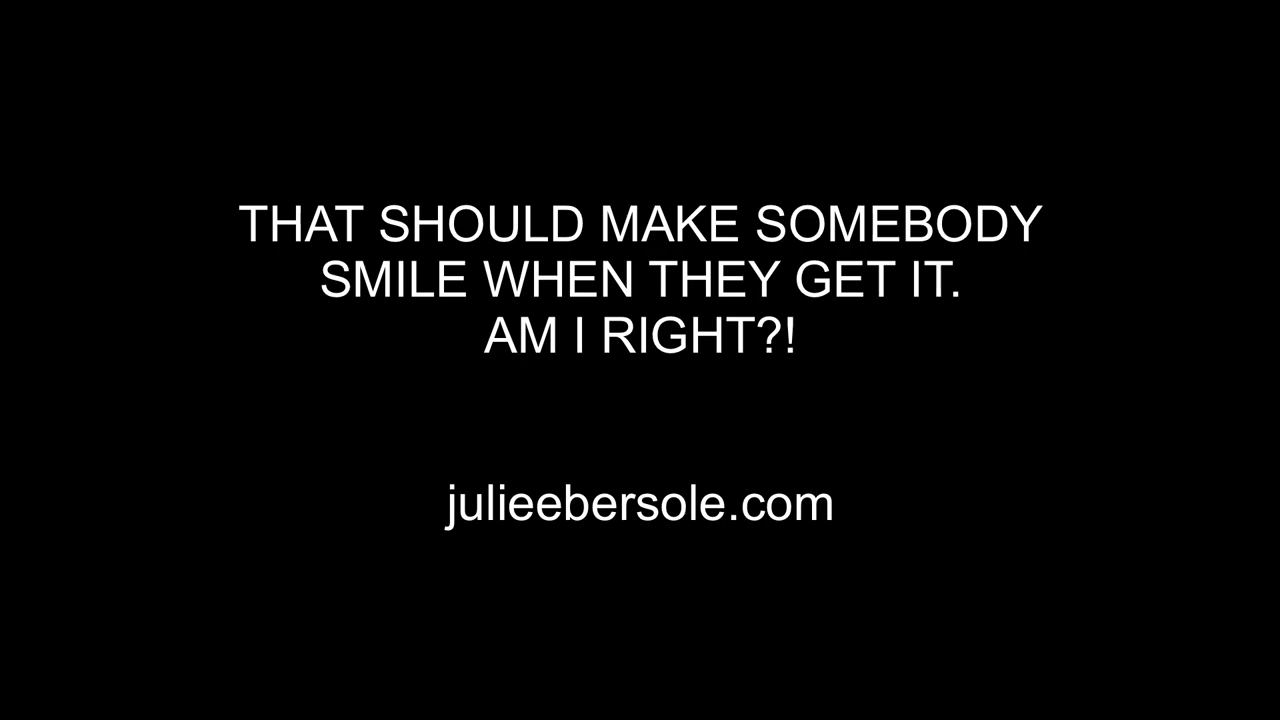 THAT SHOULD MAKE SOMEBODY
SMILE WHEN THEY GET IT.
AM I RIGHT?!
julieebersole.com